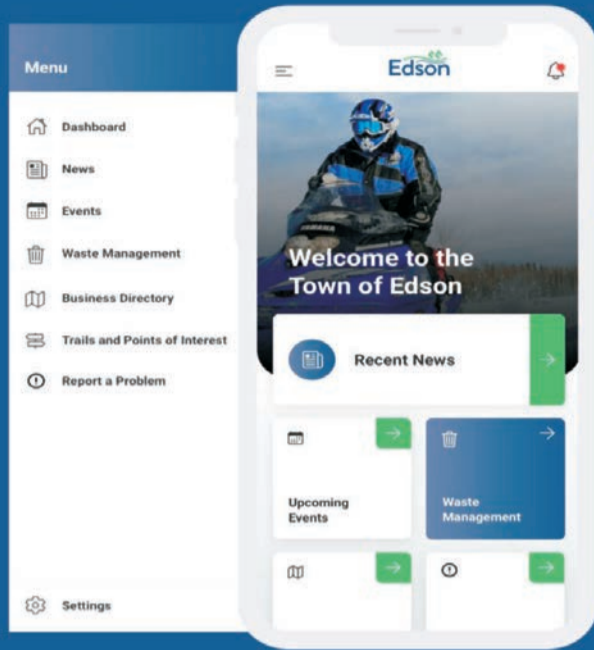 Menu
Dashboard
News
Events
Waste Management
Business Directory
Trails and Points of Interest
Report a Problem
Settings
Edson
YAMAHA
Welcome to the
Town of Edson
Recent News
Upcoming
Events
Waste
Management